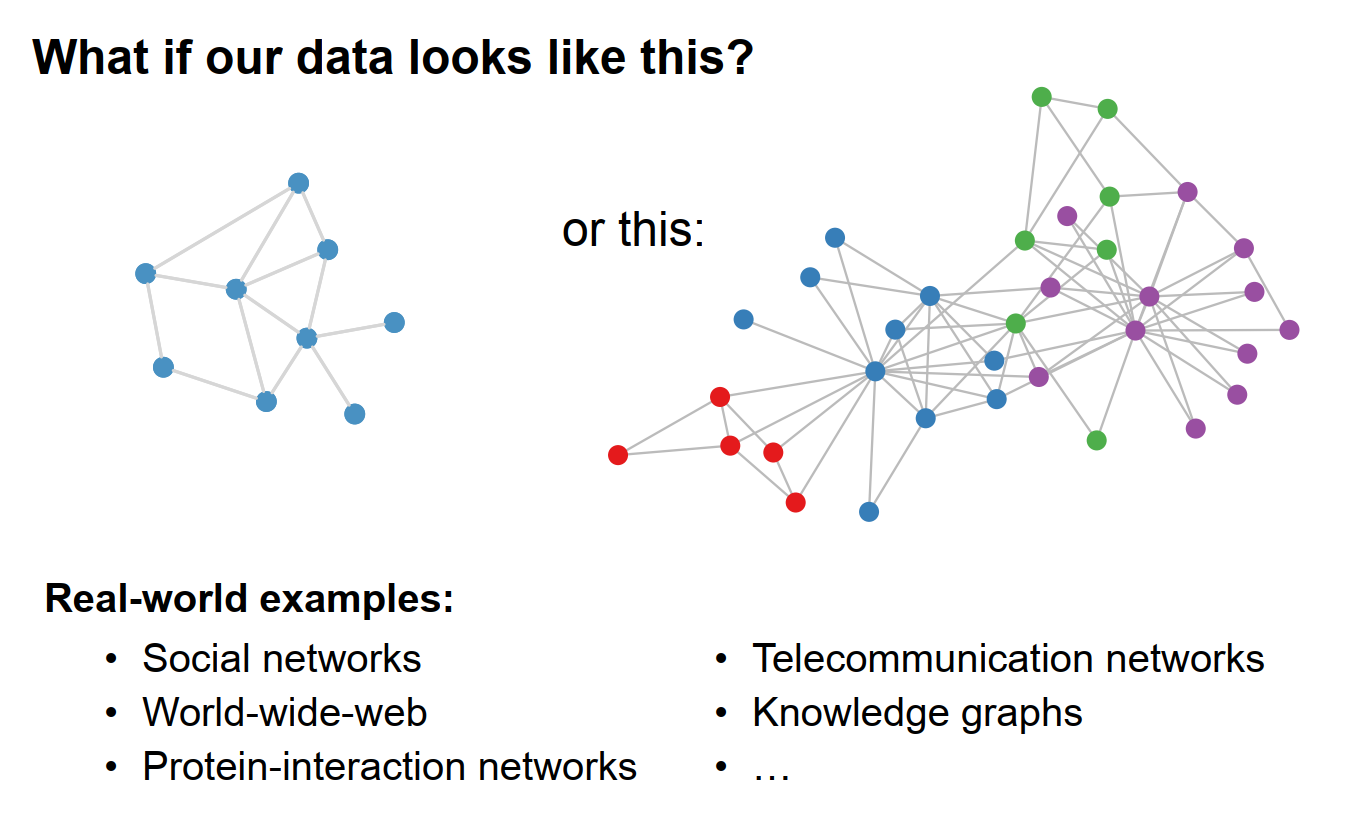 What if our data looks like this?
or this:
Real-world examples:
• Social networks
• World-wide-web
• Protein-interaction networks
• Telecommunication networks
• Knowledge graphs
• …